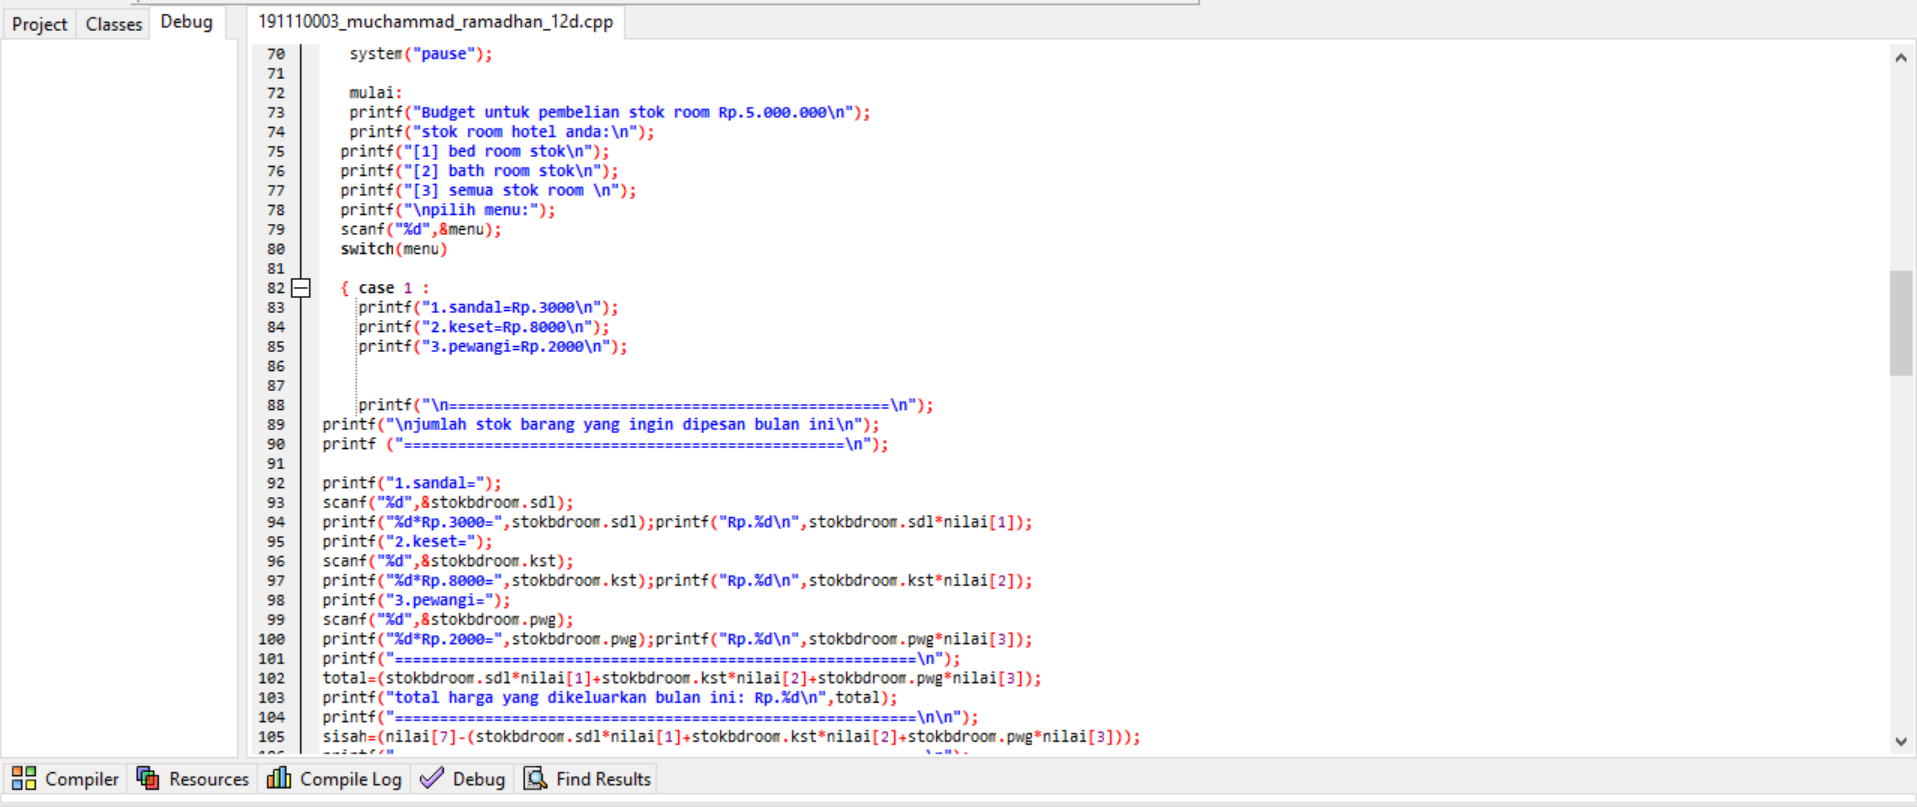 Project Classes Debug 191110003_muchammad_ramadhan_12d.cpp
70 system("pause");
71
72 mulai:
73 printf("Budget untuk pembelian stok room Rp.5.000.000\n");
74 printf("stok room hotel anda:\n");
75 printf("[1] bed room stok\n");
76 printf("[2] bath room stok\n");
77 printf("[3] semua stok room \n");
78 printf("\npilih menu:");
79 scanf("%d",&menu);
80 switch(menu)
81
82 { case 1 :
83 printf("1.sandal=Rp.3000\n");
84 printf("2.keset=Rp.8000\n");
85 printf("3.pewangi=Rp.2000\n");
86
87
88 printf("\n=================================================\n");
89 printf("\njumlah stok barang yang ingin dipesan bulan ini\n");
90 printf ("=================================================\n");
91
92 printf("1.sandal=");
93 scanf("%d",&stokbdroom.sdl);
94 printf("%d*Rp.3000=",stokbdroom.sdl);printf("Rp.%d\n",stokbdroom.sdl*nilai[1]);
95 printf("2.keset=");
96 scanf("%d",&stokbdroom.kst);
97 printf("%d*Rp.8000=",stokbdroom.kst);printf("Rp.%d\n",stokbdroom.kst*nilai[2]);
98 printf("3.pewangi=");
99 scanf("%d",&stokbdroom.pwg);
100 printf("%d*Rp.2000=",stokbdroom.pwg);printf("Rp.%d\n",stokbdroom.pwg*nilai[3]);
101 printf("==========================================================\n");
102 total=(stokbdroom.sdl*nilai[1]+stokbdroom.kst*nilai[2]+stokbdroom.pwg*nilai[3]);
103 printf("total harga yang dikeluarkan bulan ini: Rp.%d\n",total);
104 printf("==========================================================\n\n");
105 sisah=(nilai[7]-(stokbdroom.sdl*nilai[1]+stokbdroom.kst*nilai[2]+stokbdroom.pwg*nilai[3]));
Compiler Resources Compile Log Debug Find Results